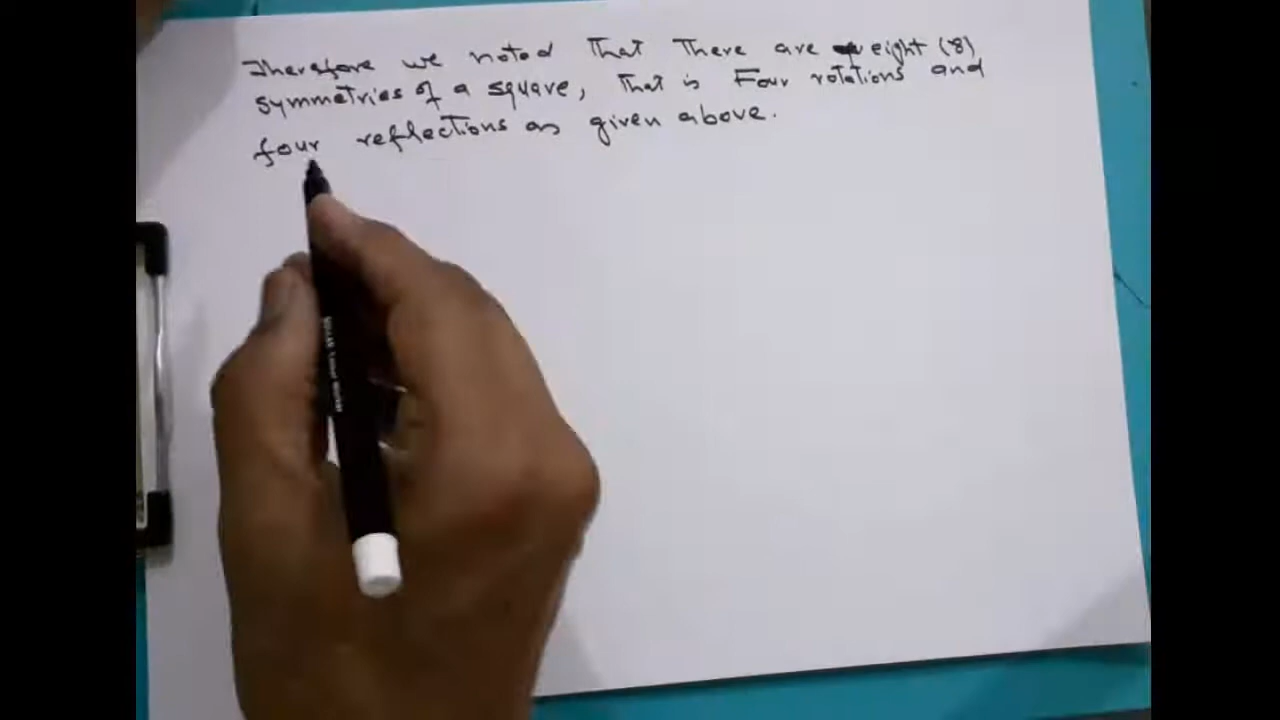 Therefore we noted that there are eight (8)
symmetries of a square, that is Four rotations and
four reflections as given above.